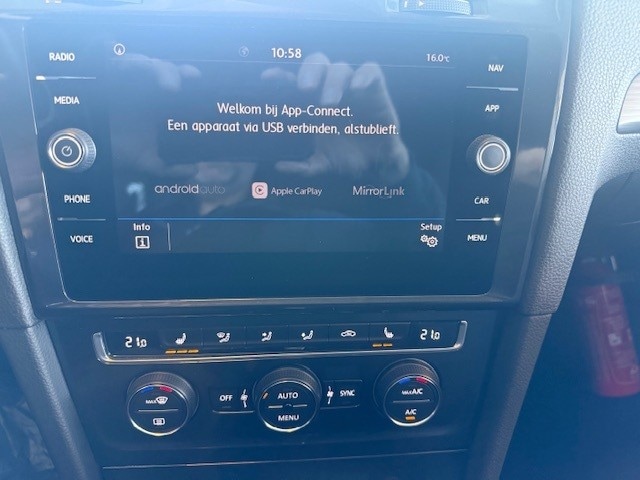 RADIO
MEDIA
PHONE
VOICE
10:58
16.0°C
Welkom bij App-Connect.
Een apparaat via USB verbinden, alstublieft.
androidauto
Apple CarPlay
MirrorLink
Info
Setup
NAV
APP
CAR
MENU
21.0
21.0
MAX
OFF
AUTO
MENU
SYNC
MAX A/C
A/C